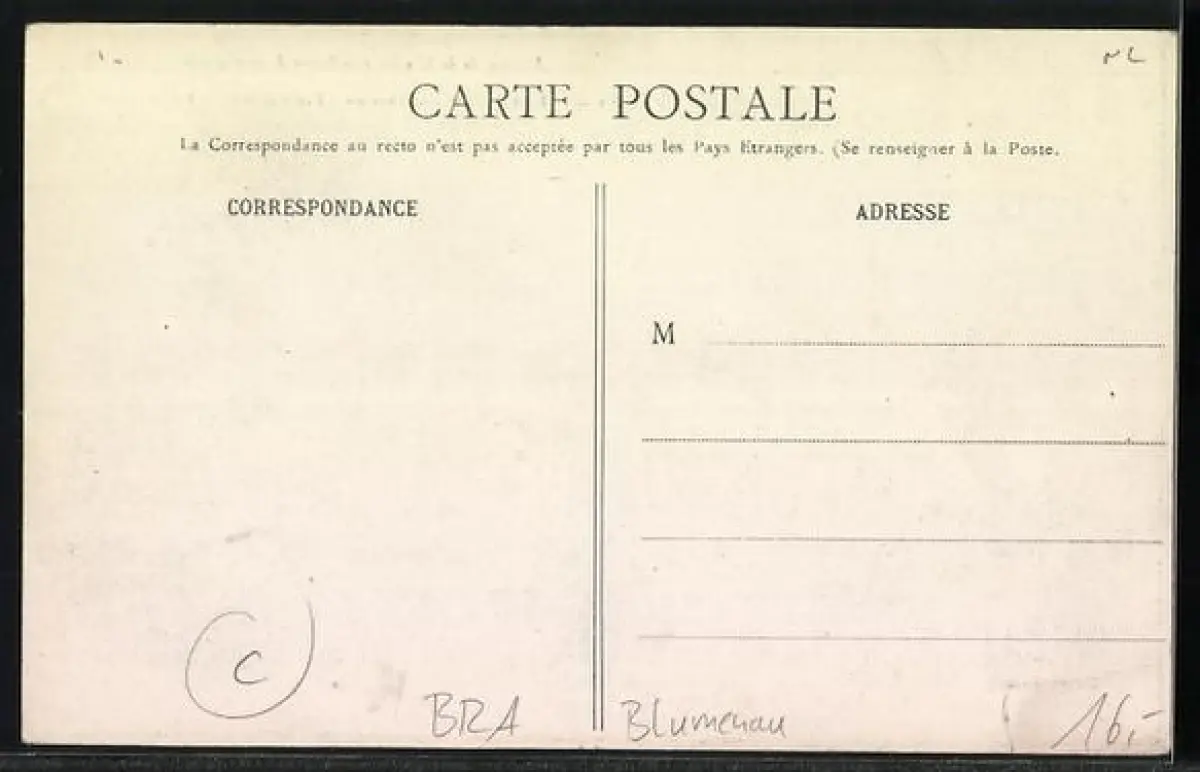 CARTE POSTALE
La Correspondance au recto n'est pas acceptée par tous les Pays Etrangers. (Se renseigner à la Poste.
CORRESPONDANCE
ADRESSE
M
C
BRA
Blumenau
16,-